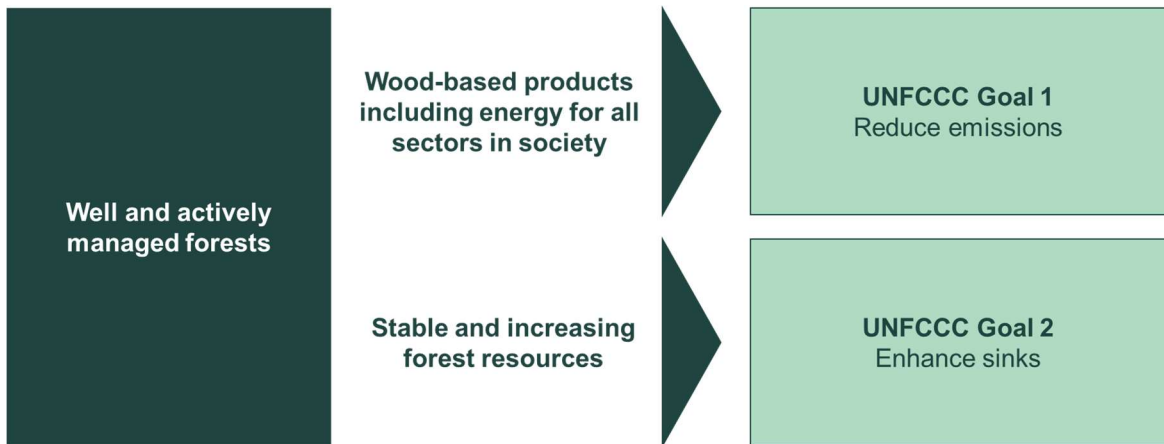 Well and actively
managed forests
Wood-based products
including energy for all
sectors in society
UNFCCC Goal 1
Reduce emissions
Stable and increasing
forest resources
UNFCCC Goal 2
Enhance sinks